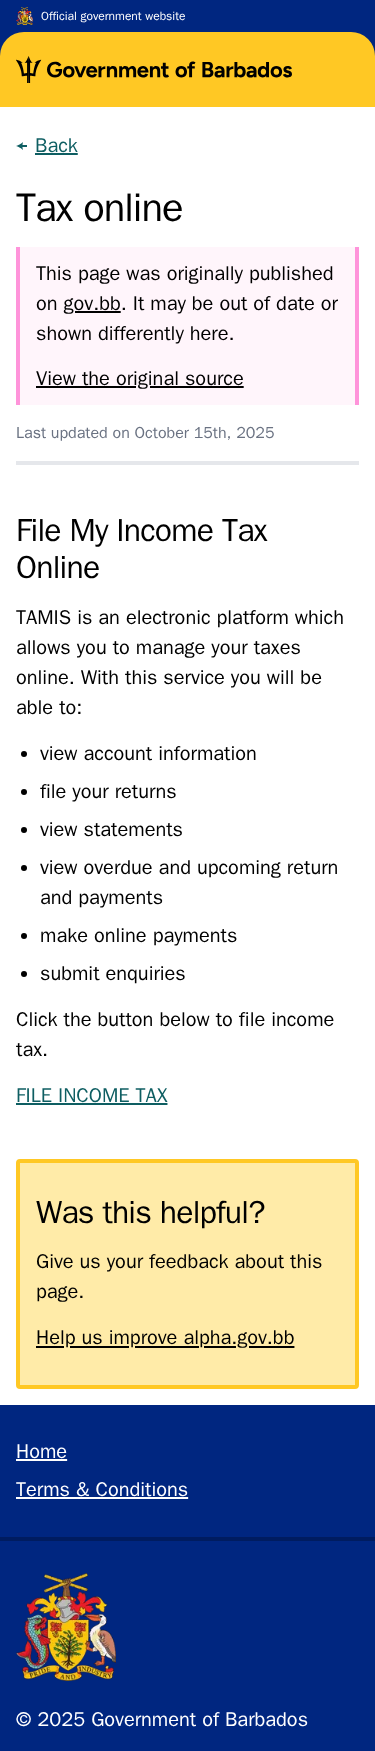 Official government website
Government of Barbados
Back
Tax online
This page was originally published
on gov.bb. It may be out of date or
shown differently here.
View the original source
Last updated on October 15th, 2025
File My Income Tax
Online
TAMIS is an electronic platform which
allows you to manage your taxes
online. With this service you will be
able to:
• view account information
• file your returns
• view statements
• view overdue and upcoming return
and payments
• make online payments
• submit enquiries
Click the button below to file income
tax.
FILE INCOME TAX
Was this helpful?
Give us your feedback about this
page.
Help us improve alpha.gov.bb
Home
Terms & Conditions
PRIDE AND INDUSTRY
© 2025 Government of Barbados